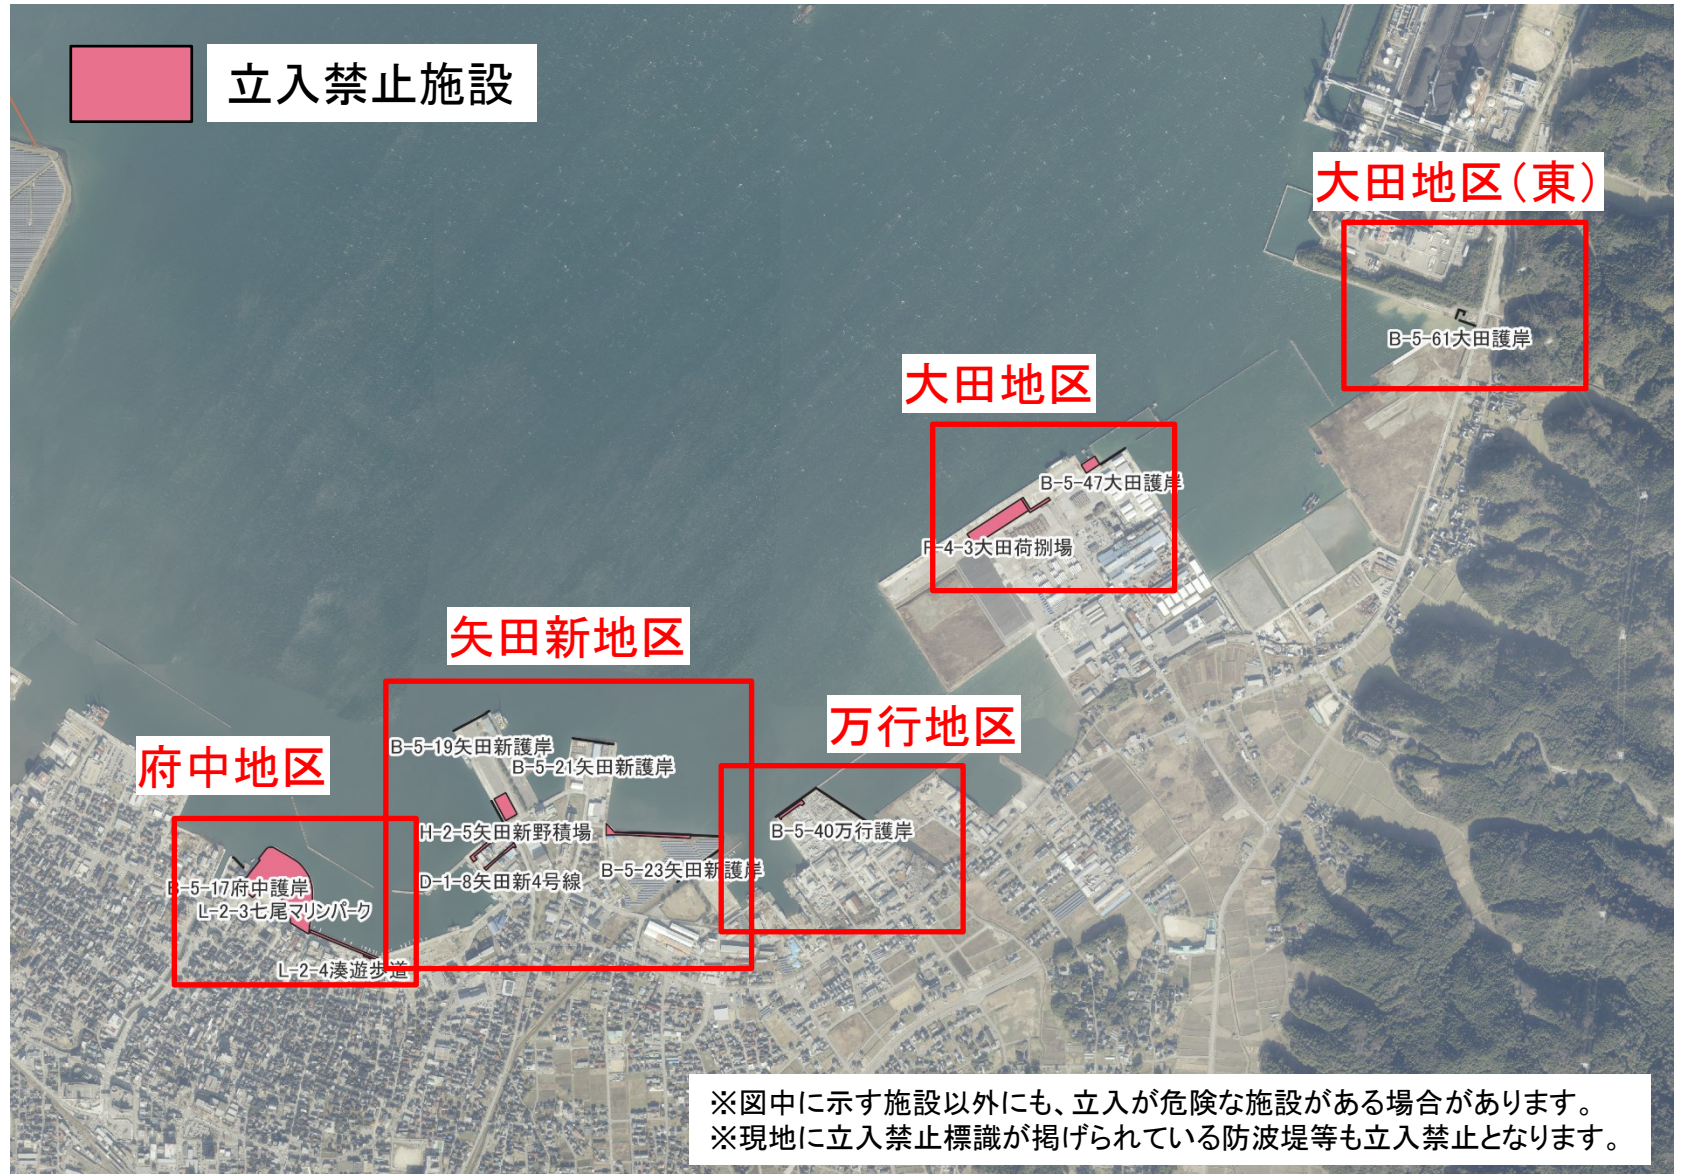 立入禁止施設
大田地区（東）
B-5-61大田護岸
大田地区
B-5-47大田護岸
F-4-3大田荷捌場
矢田新地区
B-5-19矢田新護岸
B-5-21矢田新護岸
H-2-5矢田新野積場
D-1-8矢田新4号線
B-5-23矢田新護岸
万行地区
B-5-40万行護岸
府中地区
B-5-17府中護岸
L-2-3七尾マリンパーク
L-2-4湊遊歩道
※図中に示す施設以外にも、立入が危険な施設がある場合があります。
※現地に立入禁止標識が掲げられている防波堤等も立入禁止となります。